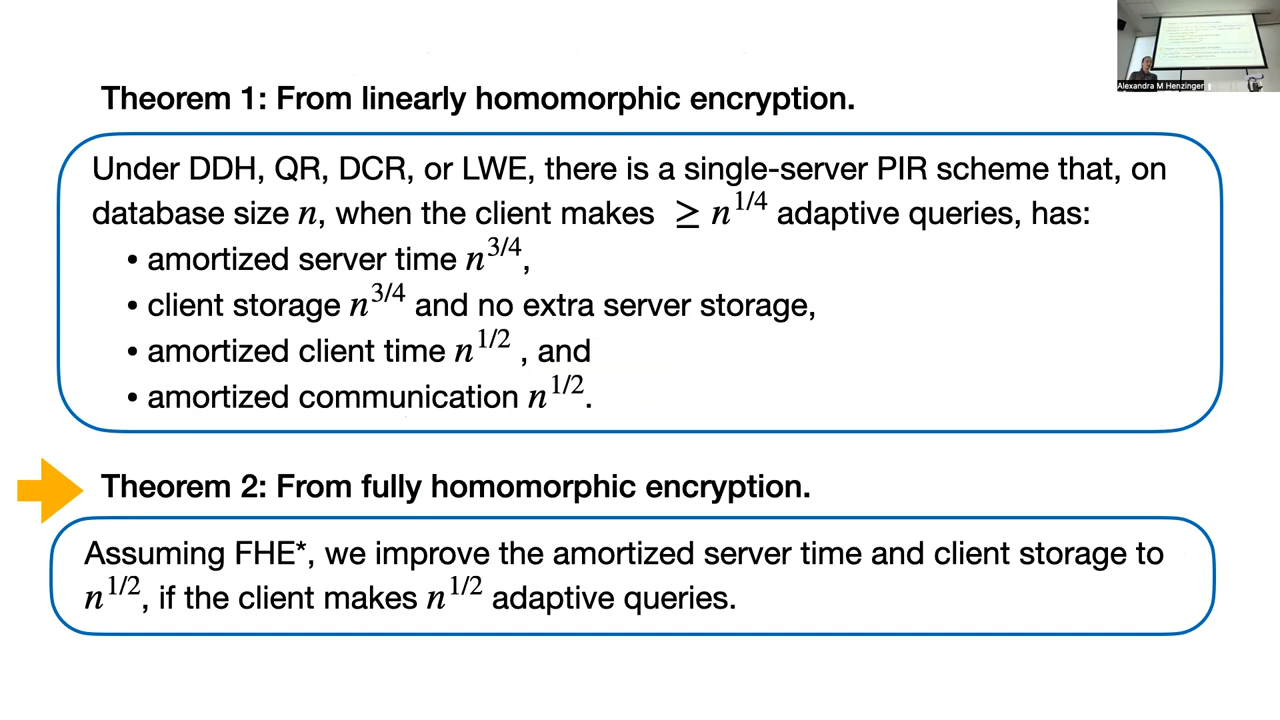 Alexandra M Henzinger
Theorem 1: From linearly homomorphic encryption.
Under DDH, QR, DCR, or LWE, there is a single-server PIR scheme that, on
database size n, when the client makes ≥ n^{1/4} adaptive queries, has:
• amortized server time n^{3/4},
• client storage n^{3/4} and no extra server storage,
• amortized client time n^{1/2} , and
• amortized communication n^{1/2}.
Theorem 2: From fully homomorphic encryption.
Assuming FHE*, we improve the amortized server time and client storage to
n^{1/2}, if the client makes n^{1/2} adaptive queries.